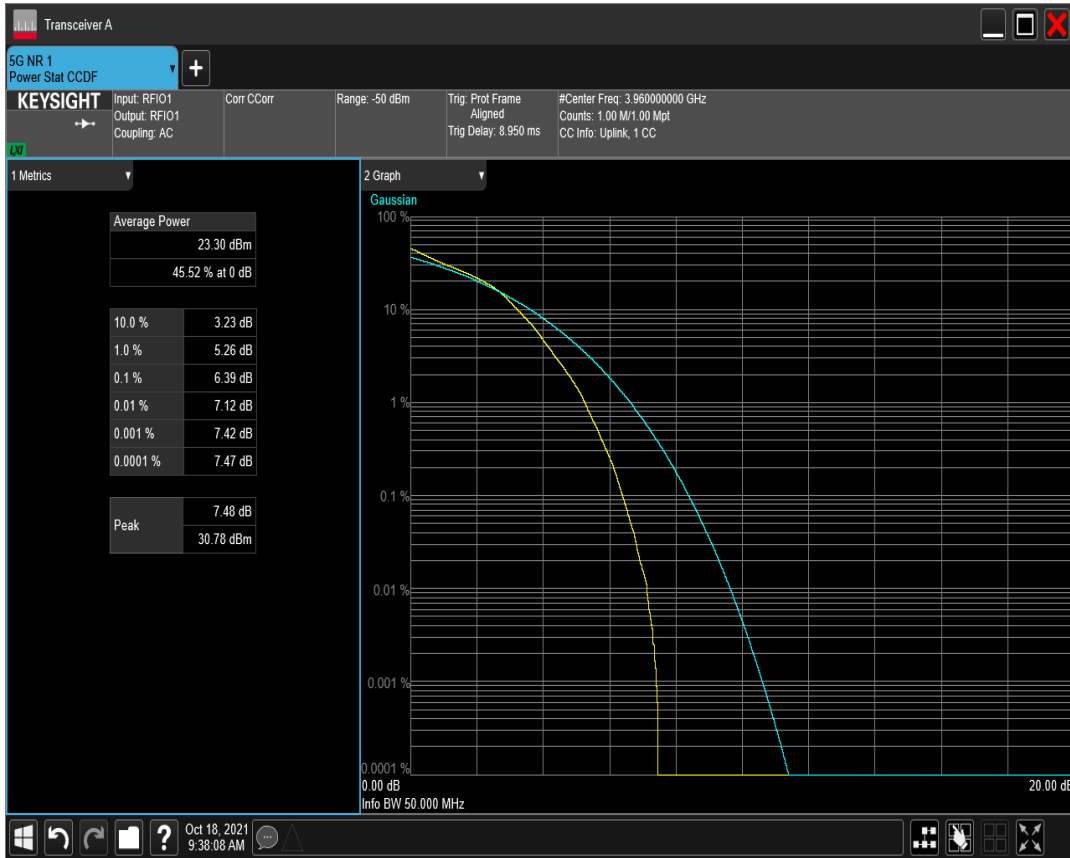 Transceiver A
5G NR 1
Power Stat CCDF
KEYSIGHT
LXI
Input: RFIO1
Output: RFIO1
Coupling: AC
Corr CCorr
Range: -50 dBm
Trig: Prot Frame
Aligned
Trig Delay: 8.950 ms
#Center Freq: 3.960000000 GHz
Counts: 1.00 M/1.00 Mpt
CC Info: Uplink, 1 CC
1 Metrics
Average Power
23.30 dBm
45.52 % at 0 dB
10.0 % 3.23 dB
1.0 % 5.26 dB
0.1 % 6.39 dB
0.01 % 7.12 dB
0.001 % 7.42 dB
0.0001 % 7.47 dB
Peak
7.48 dB
30.78 dBm
2 Graph
Gaussian
100 %
10 %
1 %
0.1 %
0.01 %
0.001 %
0.0001 %
0.00 dB 20.00 dB
Info BW 50.000 MHz
? Oct 18, 2021
9:38:08 AM